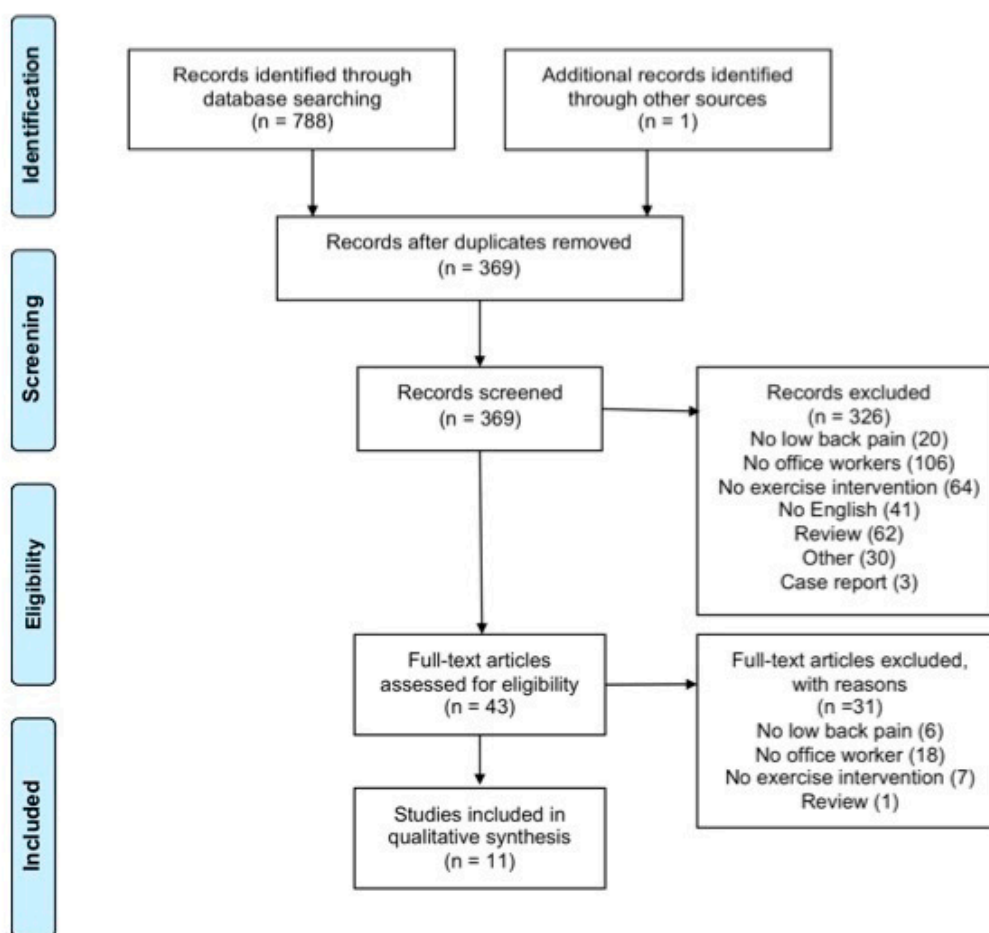 Identification
Records identified through
database searching
(n = 788)
Additional records identified
through other sources
(n = 1)
Records after duplicates removed
(n = 369)
Screening
Records screened
(n = 369)
Records excluded
(n = 326)
No low back pain (20)
No office workers (106)
No exercise intervention (64)
No English (41)
Review (62)
Other (30)
Case report (3)
Eligibility
Full-text articles
assessed for eligibility
(n = 43)
Full-text articles excluded,
with reasons
(n =31)
No low back pain (6)
No office worker (18)
No exercise intervention (7)
Review (1)
Included
Studies included in
qualitative synthesis
(n = 11)